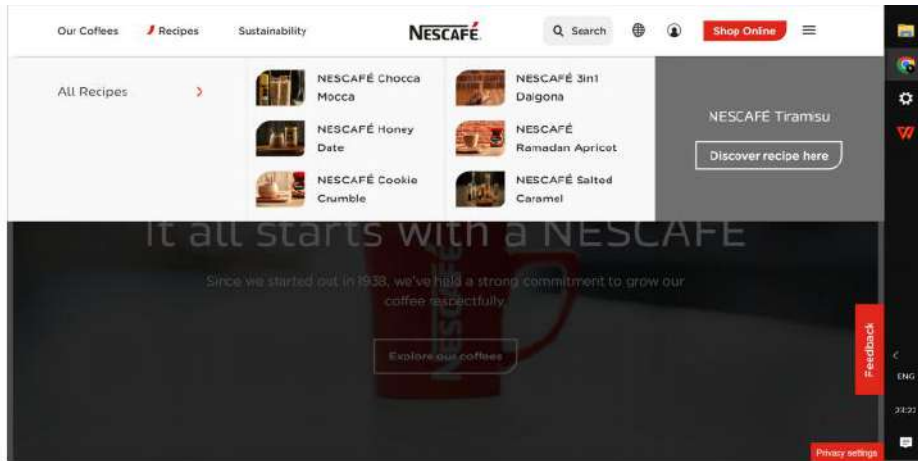 Our Coffees
Recipes
Sustainability
NESCAFÉ.
Search
Shop Online
All Recipes
NESCAFÉ Chocca
Mocca
NESCAFÉ 3in1
Dalgona
NESCAFÉ Honey
Date
NESCAFÉ
Ramadan Apricot
NESCAFÉ Cookie
Crumble
NESCAFÉ Salted
Caramel
NESCAFÉ Tiramisu
Discover recipe here
It all starts with a NESCAFÉ
Since we started out in 1938, we've held a strong commitment to grow our
coffee respectfully.
Explore our coffees
NESCAFÉ
Feedback
Privacy settings
ENG